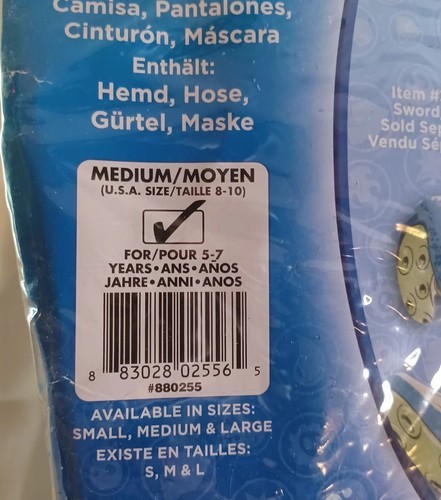 Camisa, Pantalones,
Cinturón, Máscara
Enthält:
Hemd, Hose,
Gürtel, Maske
MEDIUM/MOYEN
(U.S.A. SIZE/TAILLE 8-10)
FOR/POUR 5-7
YEARS•ANS•AÑOS
JAHRE•ANNI•ANOS
8 83028 02556 5
#880255
AVAILABLE IN SIZES:
SMALL, MEDIUM & LARGE
EXISTE EN TAILLES:
S, M & L
Item #
Sword
Sold Se
Vendu Sé